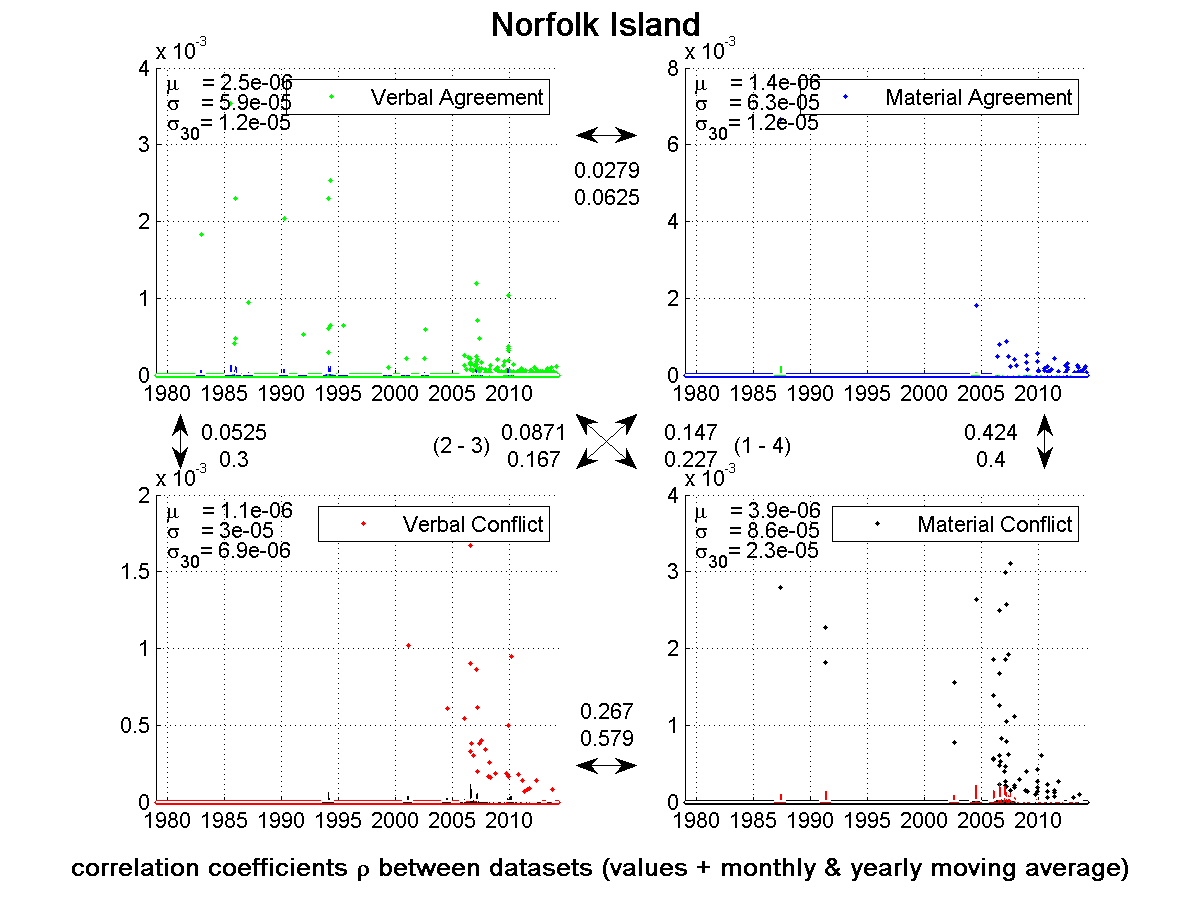 Norfolk Island
x 10^-3
4
3
2
1
0
1980 1985 1990 1995 2000 2005 2010
μ = 2.5e-06
σ = 5.9e-05
σ30 = 1.2e-05
Verbal Agreement
0.0279
0.0625
x 10^-3
8
6
4
2
0
1980 1985 1990 1995 2000 2005 2010
μ = 1.4e-06
σ = 6.3e-05
σ30 = 1.2e-05
Material Agreement
0.0525
0.3
(2 - 3)
0.0871
0.167
0.147
0.227
(1 - 4)
0.424
0.4
x 10^-3
2
1.5
1
0.5
0
1980 1985 1990 1995 2000 2005 2010
μ = 1.1e-06
σ = 3e-05
σ30 = 6.9e-06
Verbal Conflict
0.267
0.579
x 10^-3
4
3
2
1
0
1980 1985 1990 1995 2000 2005 2010
μ = 3.9e-06
σ = 8.6e-05
σ30 = 2.3e-05
Material Conflict
correlation coefficients ρ between datasets (values + monthly & yearly moving average)